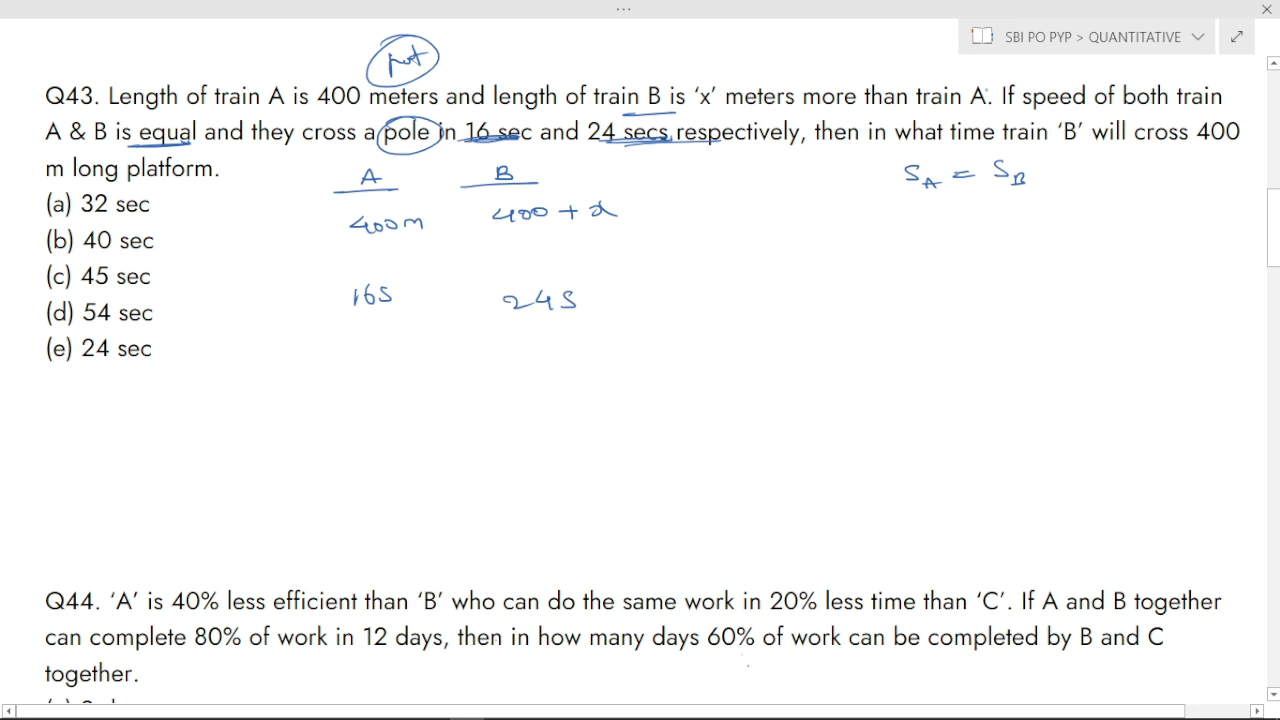 SBI PO PYP > QUANTITATIVE
Q43. Length of train A is 400 meters and length of train B is ‘x’ meters more than train A. If speed of both train
A & B is equal and they cross a pole in 16 sec and 24 secs respectively, then in what time train ‘B’ will cross 400
m long platform.
A B
S_A = S_B
(a) 32 sec
400m 400 + x
(b) 40 sec
(c) 45 sec
16s 24s
(d) 54 sec
(e) 24 sec
Q44. ‘A’ is 40% less efficient than ‘B’ who can do the same work in 20% less time than ‘C’. If A and B together
can complete 80% of work in 12 days, then in how many days 60% of work can be completed by B and C
together.